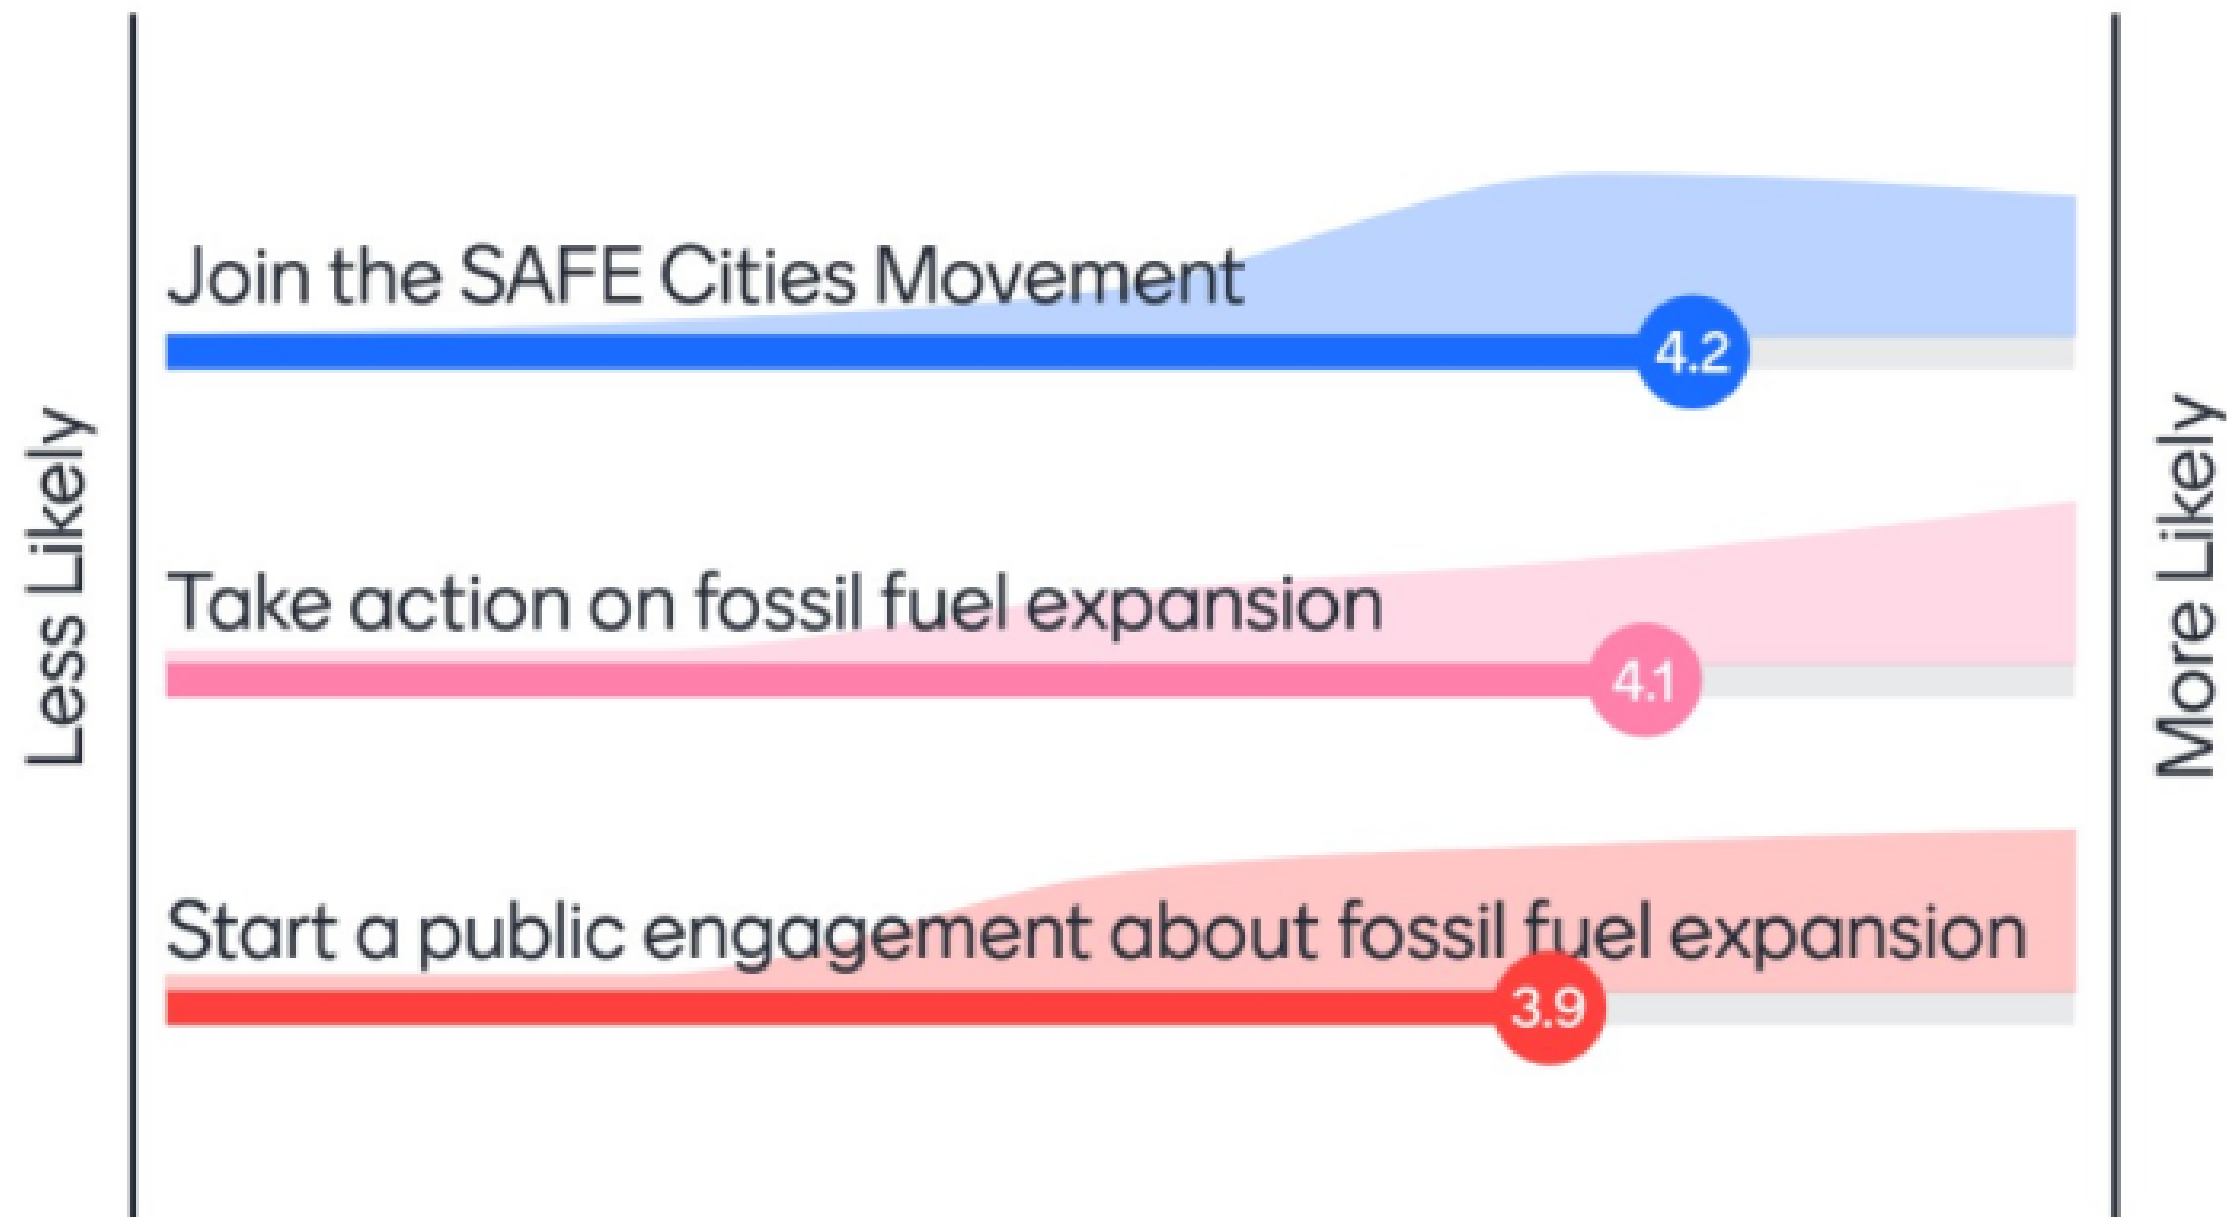 Less Likely
Join the SAFE Cities Movement
4.2
Take action on fossil fuel expansion
4.1
Start a public engagement about fossil fuel expansion
3.9
More Likely